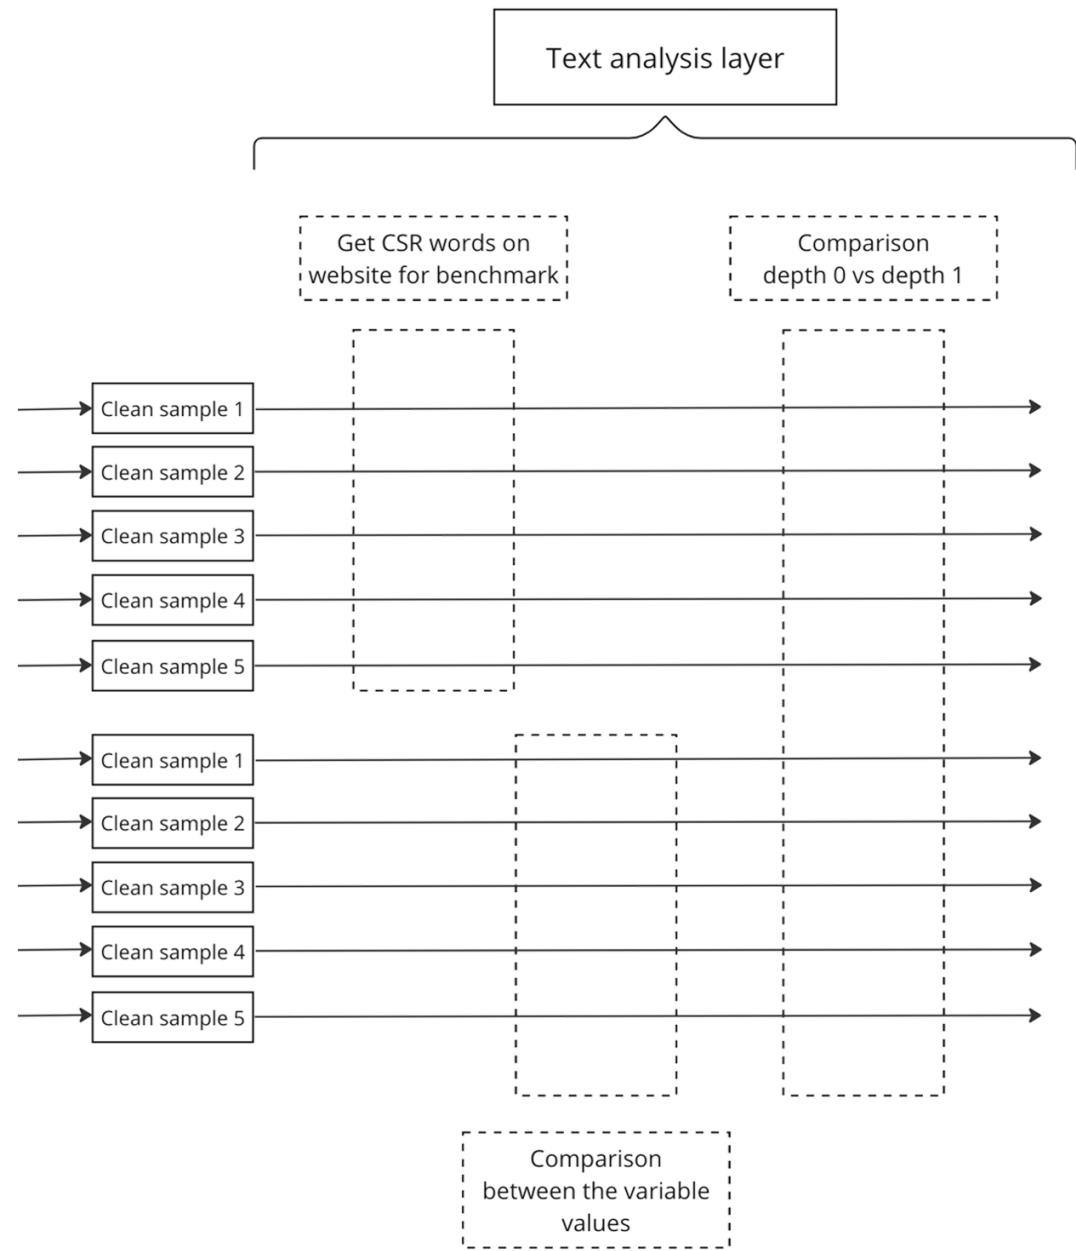 Text analysis layer
Get CSR words on
website for benchmark
Comparison
depth 0 vs depth 1
Clean sample 1
Clean sample 2
Clean sample 3
Clean sample 4
Clean sample 5
Clean sample 1
Clean sample 2
Clean sample 3
Clean sample 4
Clean sample 5
Comparison
between the variable
values